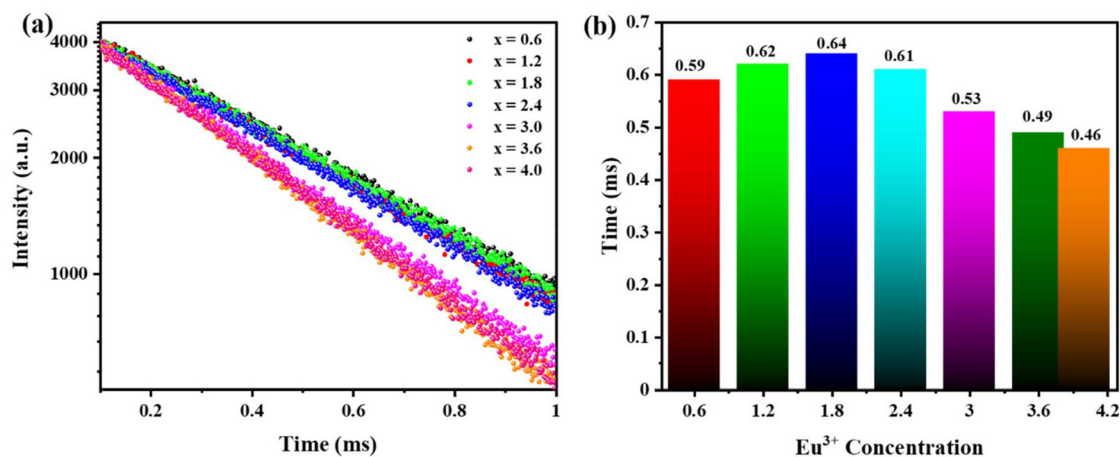 (a)
4000
3000
2000
1000
Intensity (a.u.)
x = 0.6
x = 1.2
x = 1.8
x = 2.4
x = 3.0
x = 3.6
x = 4.0
0.2 0.4 0.6 0.8 1
Time (ms)
(b)
0.7
0.6
0.5
0.4
0.3
0.2
0.1
0
Time (ms)
0.59 0.62 0.64 0.61 0.53 0.49 0.46
0.6 1.2 1.8 2.4 3 3.6 4.2
Eu³⁺ Concentration